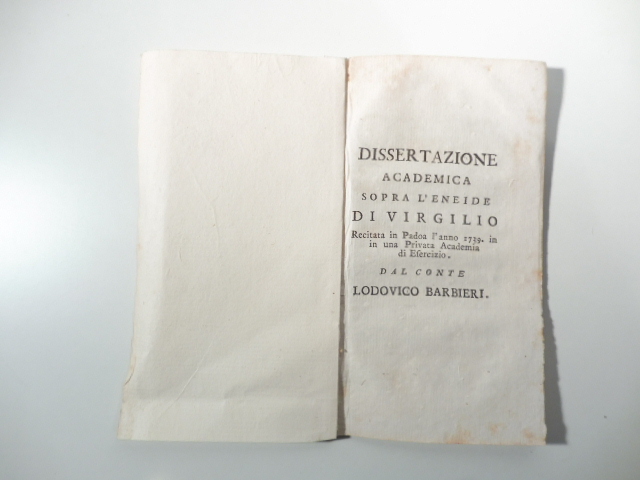 DISSERTAZIONE
ACADEMICA
SOPRA L'ENEIDE
DI VIRGILIO
Recitata in Padoa l'anno 1739. in
in una Privata Academia
di Esercizio.
DAL CONTE
LODOVICO BARBIERI.